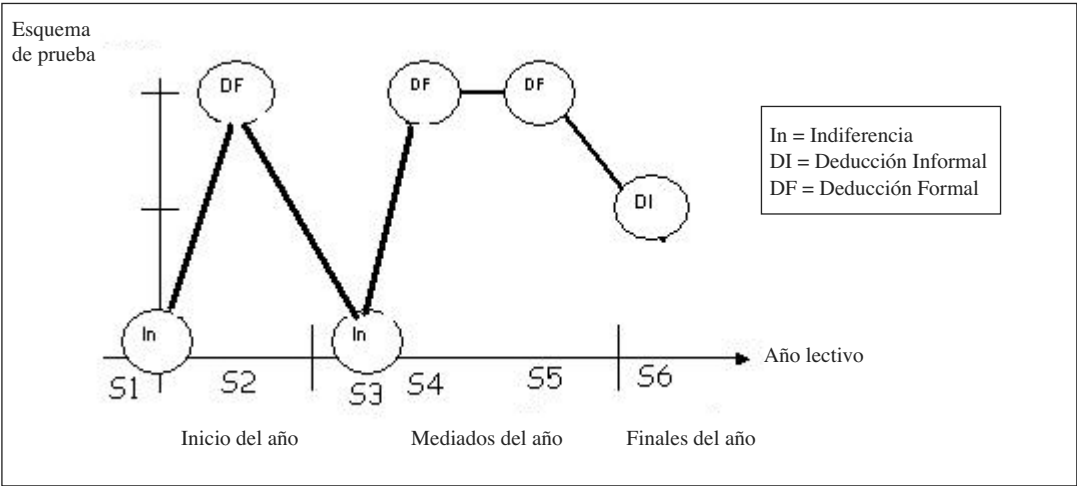 Esquema
de prueba
DF
DF
DF
In = Indiferencia
DI = Deducción Informal
DF = Deducción Formal
DI
In
In
Año lectivo
S1
S2
S3
S4
S5
S6
Inicio del año
Mediados del año
Finales del año